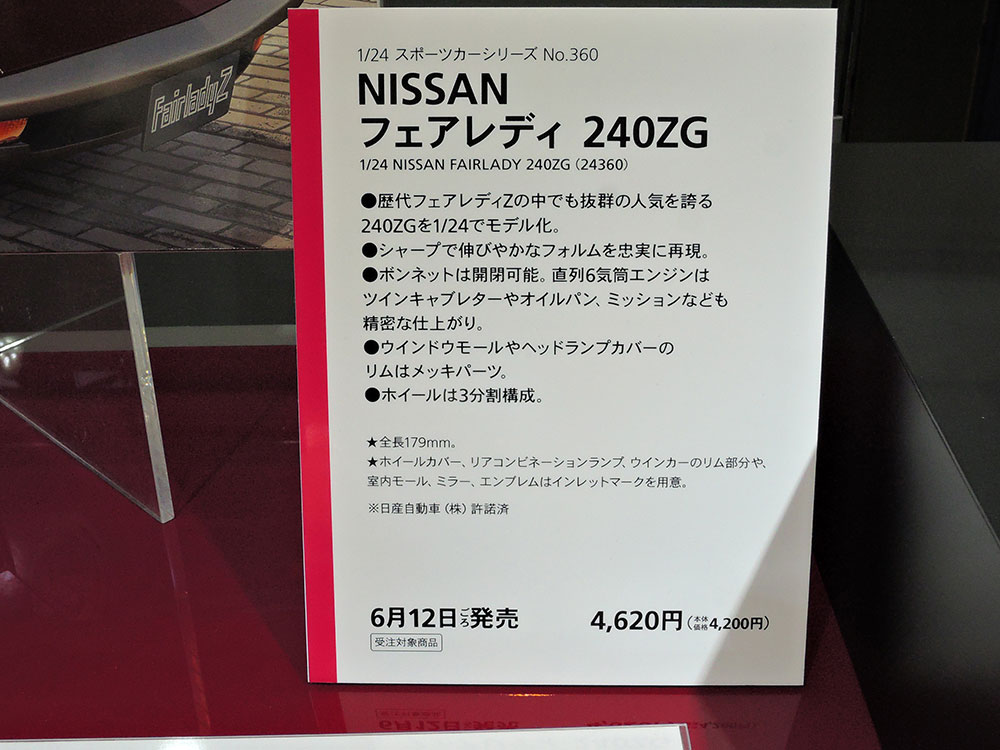 FairladyZ
1/24 スポーツカーシリーズ No.360
NISSAN
フェアレディ 240ZG
1/24 NISSAN FAIRLADY 240ZG (24360)
●歴代フェアレディZの中でも抜群の人気を誇る
240ZGを1/24でモデル化。
●シャープで伸びやかなフォルムを忠実に再現。
●ボンネットは開閉可能。直列6気筒エンジンは
ツインキャブレターやオイルパン、ミッションなども
精密な仕上がり。
●ウインドウモールやヘッドランプカバーの
リムはメッキパーツ。
●ホイールは3分割構成。
★全長179mm。
★ホイールカバー、リアコンビネーションランプ、ウインカーのリム部分や、
室内モール、ミラー、エンブレムはインレットマークを用意。
※日産自動車(株)許諾済
6月12日ごろ発売 4,620円(本体価格4,200円)
受注対象商品